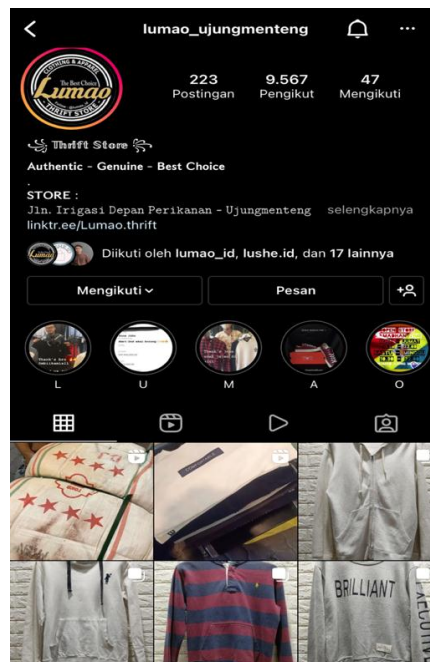 lumao_ujungmenteng
CLOTHING & APPAREL
The Best Choice
Lumao
THRIFT STORE
223 9.567 47
Postingan Pengikut Mengikuti
Thrift Store
Authentic - Genuine - Best Choice
.
STORE :
Jln. Irigasi Depan Perikanan - Ujungmenteng selengkapnya
linktr.ee/Lumao.thrift
Lumao
Diikuti oleh lumao_id, lushe.id, dan 17 lainnya
Mengikuti Pesan
L U M A O
BRILLIANT